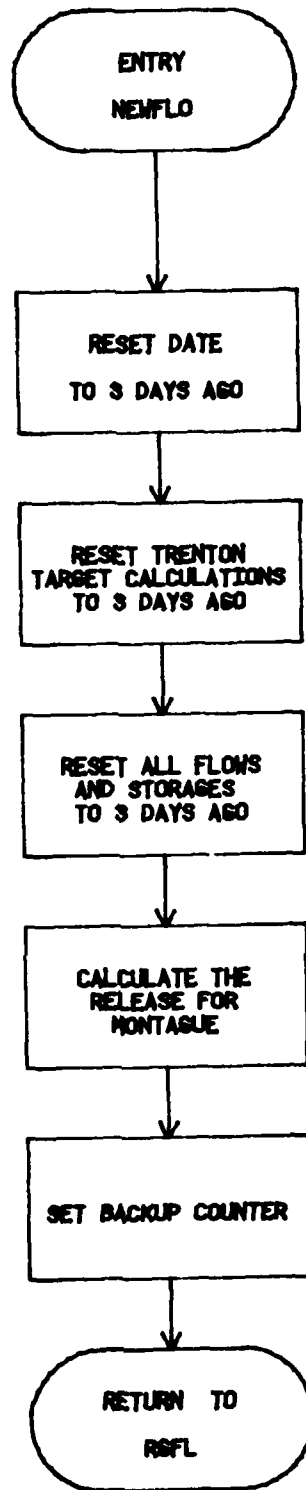 ENTRY
NEWFLO
RESET DATE
TO 3 DAYS AGO
RESET TRENTON
TARGET CALCULATIONS
TO 3 DAYS AGO
RESET ALL FLOWS
AND STORAGES
TO 3 DAYS AGO
CALCULATE THE
RELEASE FOR
MONTAGUE
SET BACKUP COUNTER
RETURN TO
RSFL